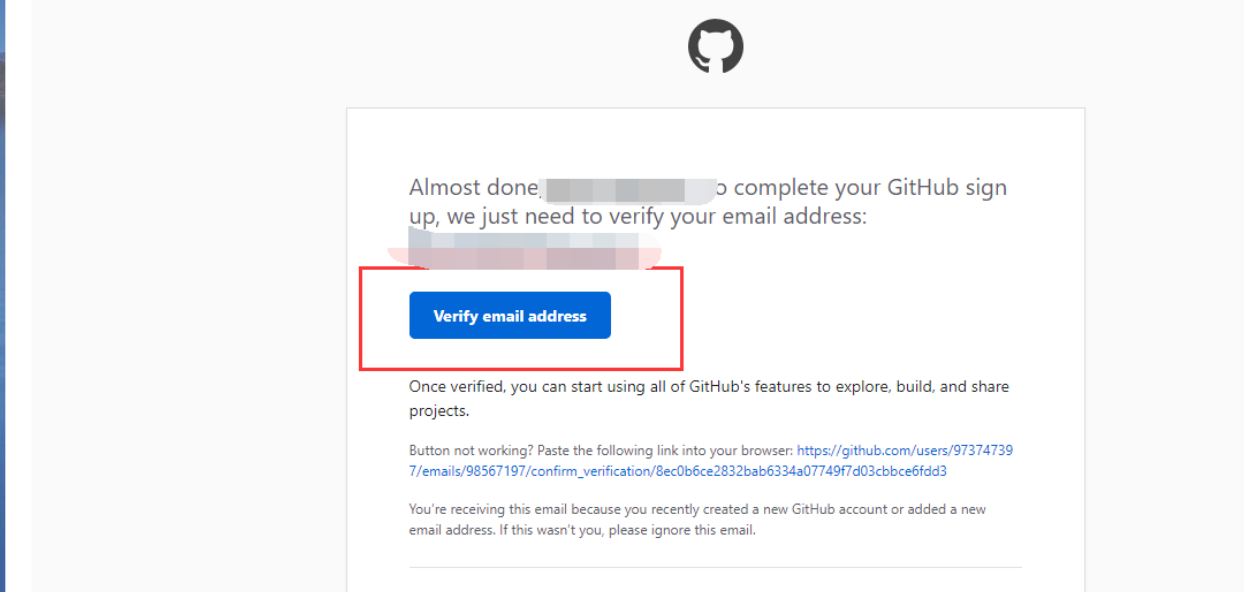 Almost done, o complete your GitHub sign
up, we just need to verify your email address:
Verify email address
Once verified, you can start using all of GitHub's features to explore, build, and share
projects.
Button not working? Paste the following link into your browser: https://github.com/users/97374739
7/emails/98567197/confirm_verification/8ec0b6ce2832bab6334a07749f7d03cbbce6fdd3
You're receiving this email because you recently created a new GitHub account or added a new
email address. If this wasn't you, please ignore this email.